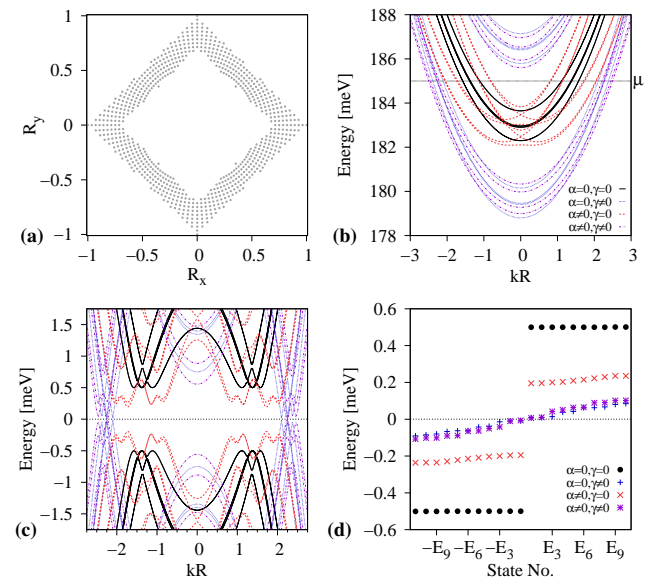 1
0.5
0
−0.5
−1
−1 −0.5 0 0.5 1
R_y
R_x
(a)
188
186
184
182
180
178
−3 −2 −1 0 1 2 3
Energy [meV]
kR
μ
α=0,γ=0
α=0,γ≠0
α≠0,γ=0
α≠0,γ≠0
(b)
1.5
1.0
0.5
0
−0.5
−1.0
−1.5
−2 −1 0 1 2
Energy [meV]
kR
(c)
0.6
0.4
0.2
0
−0.2
−0.4
−0.6
−E_9 −E_6 −E_3 E_3 E_6 E_9
Energy [meV]
State No.
α=0,γ=0
α=0,γ≠0
α≠0,γ=0
α≠0,γ≠0
(d)